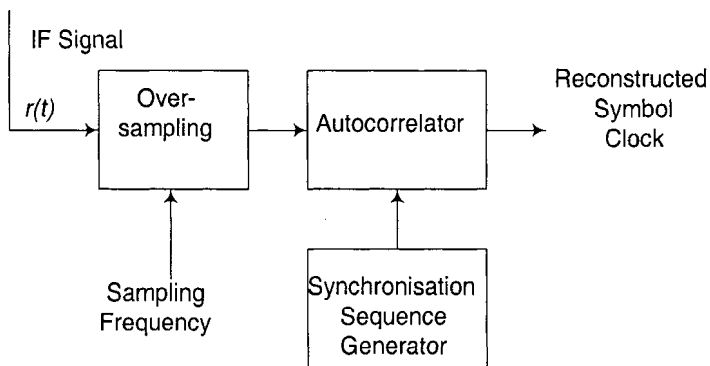 IF Signal
r(t)
Over-
sampling
Autocorrelator
Reconstructed
Symbol
Clock
Sampling
Frequency
Synchronisation
Sequence
Generator